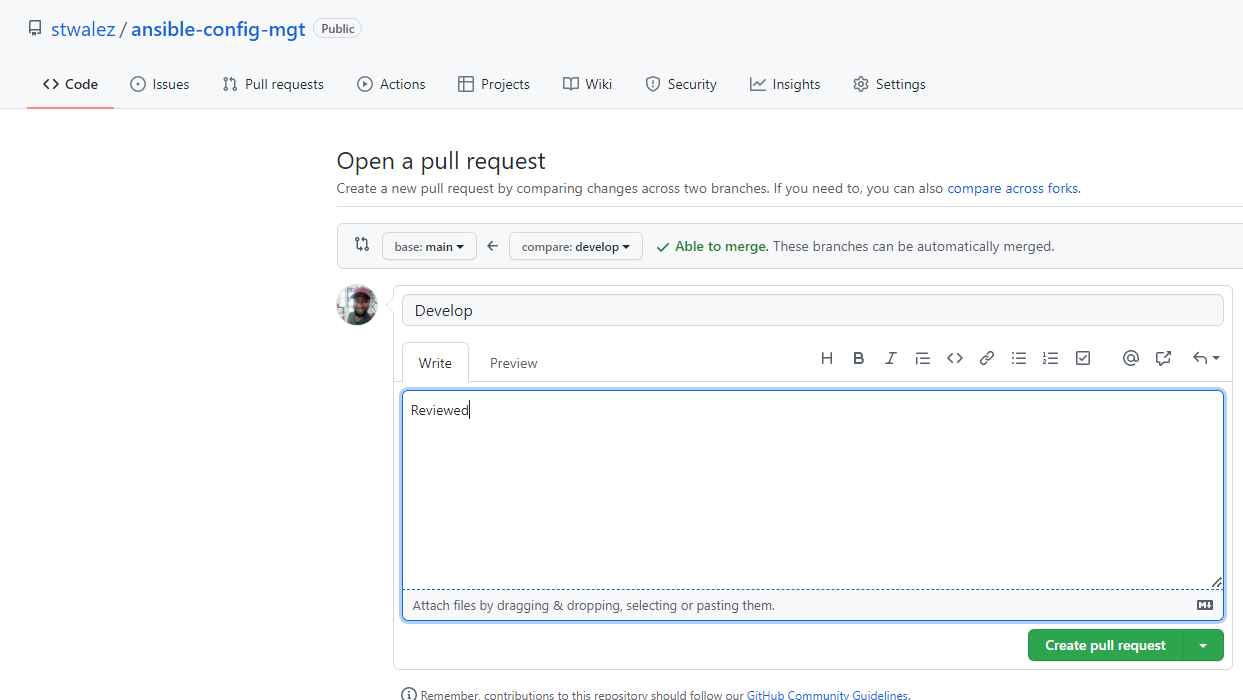 stwalez / ansible-config-mgt Public
Code Issues Pull requests Actions Projects Wiki Security Insights Settings
Open a pull request
Create a new pull request by comparing changes across two branches. If you need to, you can also compare across forks.
base: main compare: develop Able to merge. These branches can be automatically merged.
Develop
Write Preview
Reviewed
Attach files by dragging & dropping, selecting or pasting them.
Create pull request
Remember, contributions to this repository should follow our GitHub Community Guidelines.